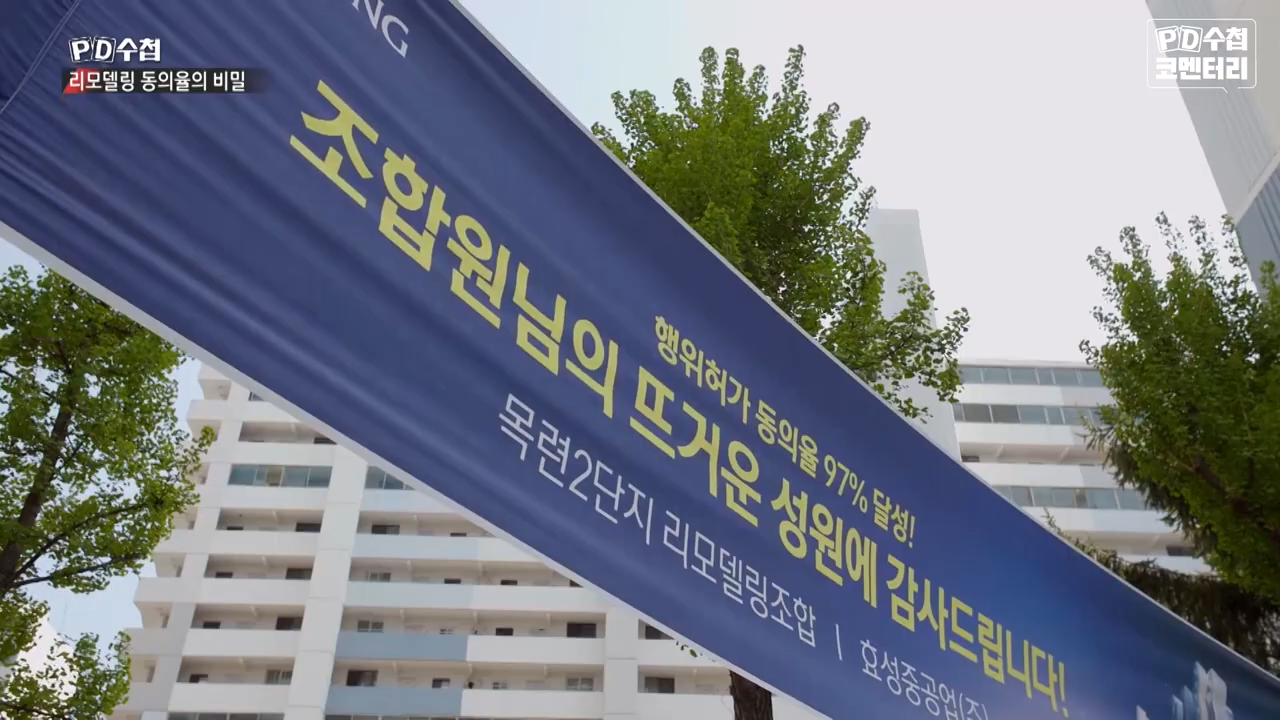 PD수첩
리모델링 동의율의 비밀
PD수첩
코멘터리
NG
행위허가 동의율 97% 달성!
조합원님의 뜨거운 성원에 감사드립니다!
목련2단지 리모델링조합 | 효성중공업(주)